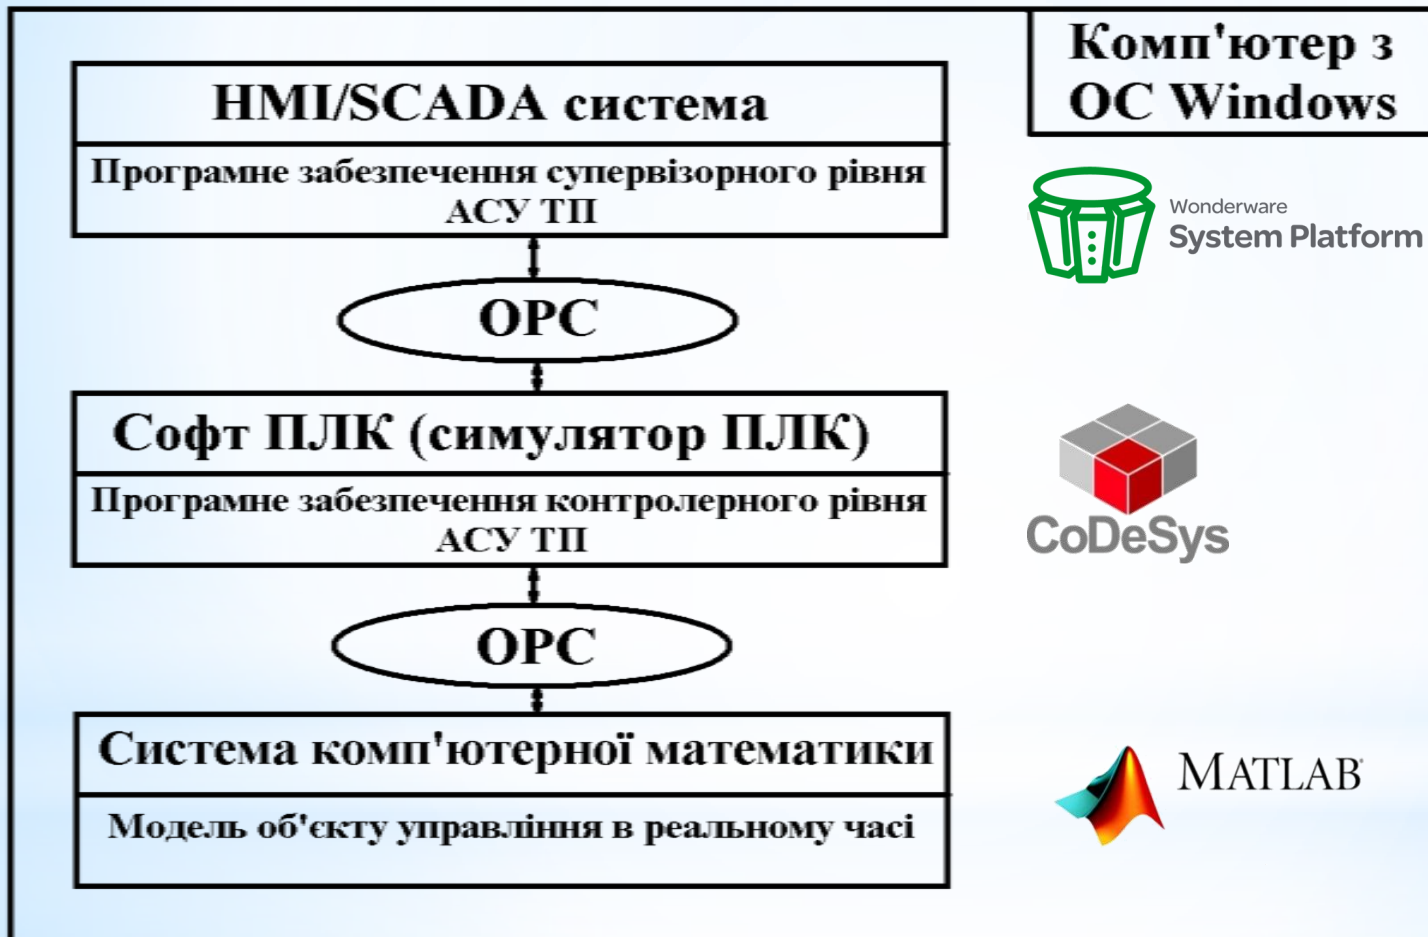 Комп'ютер з
ОС Windows
HMI/SCADA система
Програмне забезпечення супервізорного рівня
АСУ ТП
Wonderware
System Platform
OPC
Софт ПЛК (симулятор ПЛК)
Програмне забезпечення контролерного рівня
АСУ ТП
CoDeSys
OPC
Система комп'ютерної математики
Модель об'єкту управління в реальному часі
MATLAB